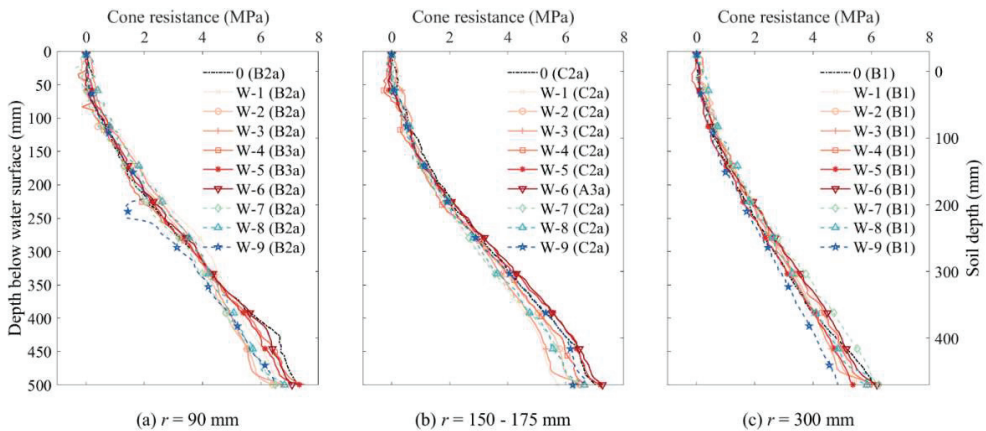 Cone resistance (MPa)
0 2 4 6 8
Depth below water surface (mm)
0
50
100
150
200
250
300
350
400
450
500
0 (B2a)
W-1 (B2a)
W-2 (B2a)
W-3 (B2a)
W-4 (B3a)
W-5 (B3a)
W-6 (B2a)
W-7 (B2a)
W-8 (B2a)
W-9 (B2a)
(a) r = 90 mm
Cone resistance (MPa)
0 2 4 6 8
0 (C2a)
W-1 (C2a)
W-2 (C2a)
W-3 (C2a)
W-4 (C2a)
W-5 (C2a)
W-6 (A3a)
W-7 (C2a)
W-8 (C2a)
W-9 (C2a)
(b) r = 150 - 175 mm
Cone resistance (MPa)
0 2 4 6 8
0 (B1)
W-1 (B1)
W-2 (B1)
W-3 (B1)
W-4 (B1)
W-5 (B1)
W-6 (B1)
W-7 (B1)
W-8 (B1)
W-9 (B1)
0
100
200
300
400
Soil depth (mm)
(c) r = 300 mm